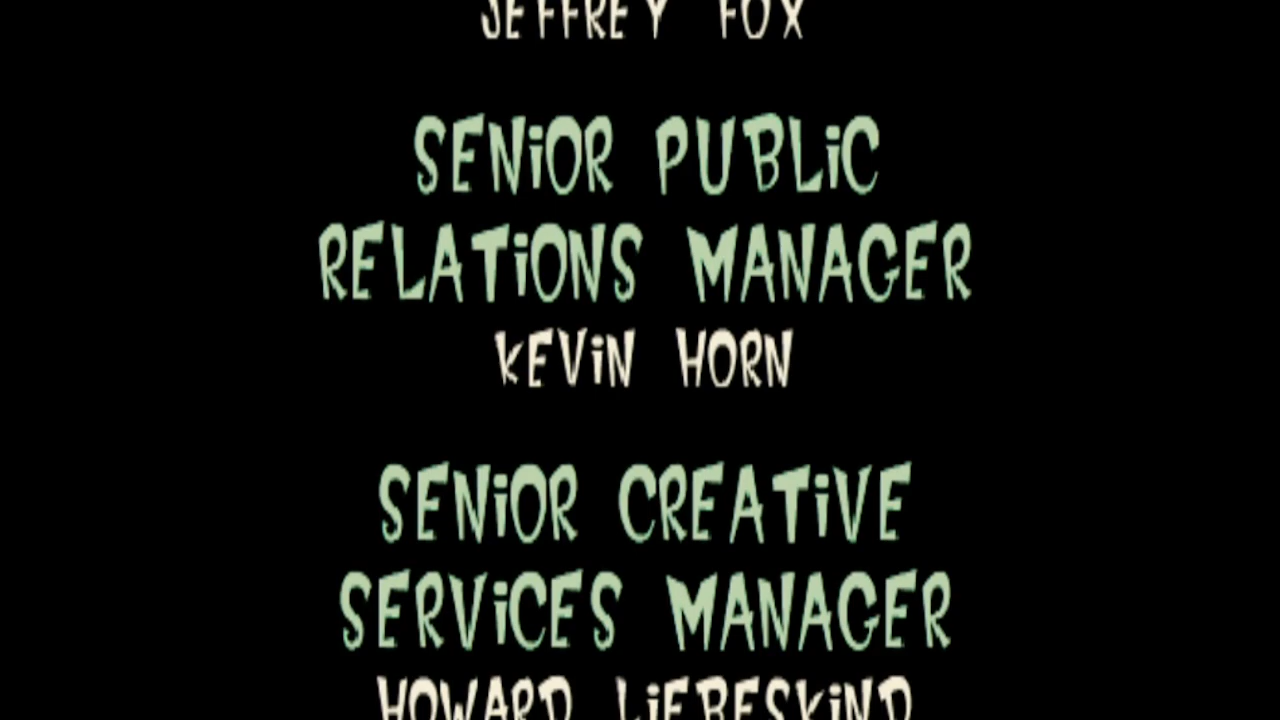 JEFFREY FOX
SENiOR PUBLiC
RELATiONS MANAGER
KEViN HORN
SENiOR CREATiVE
SERViCES MANAGER
HOWARD LiEBESKiND